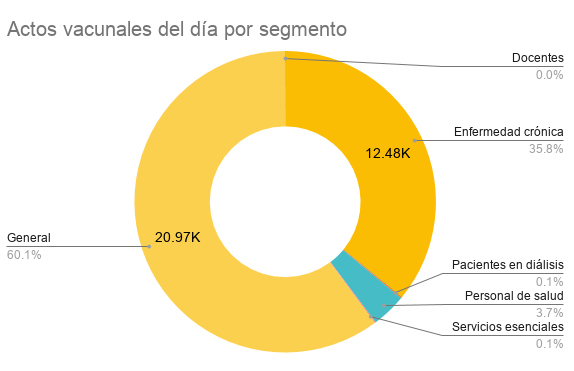 Actos vacunales del día por segmento
Docentes
0.0%
Enfermedad crónica
35.8%
12.48K
20.97K
General
60.1%
Pacientes en diálisis
0.1%
Personal de salud
3.7%
Servicios esenciales
0.1%